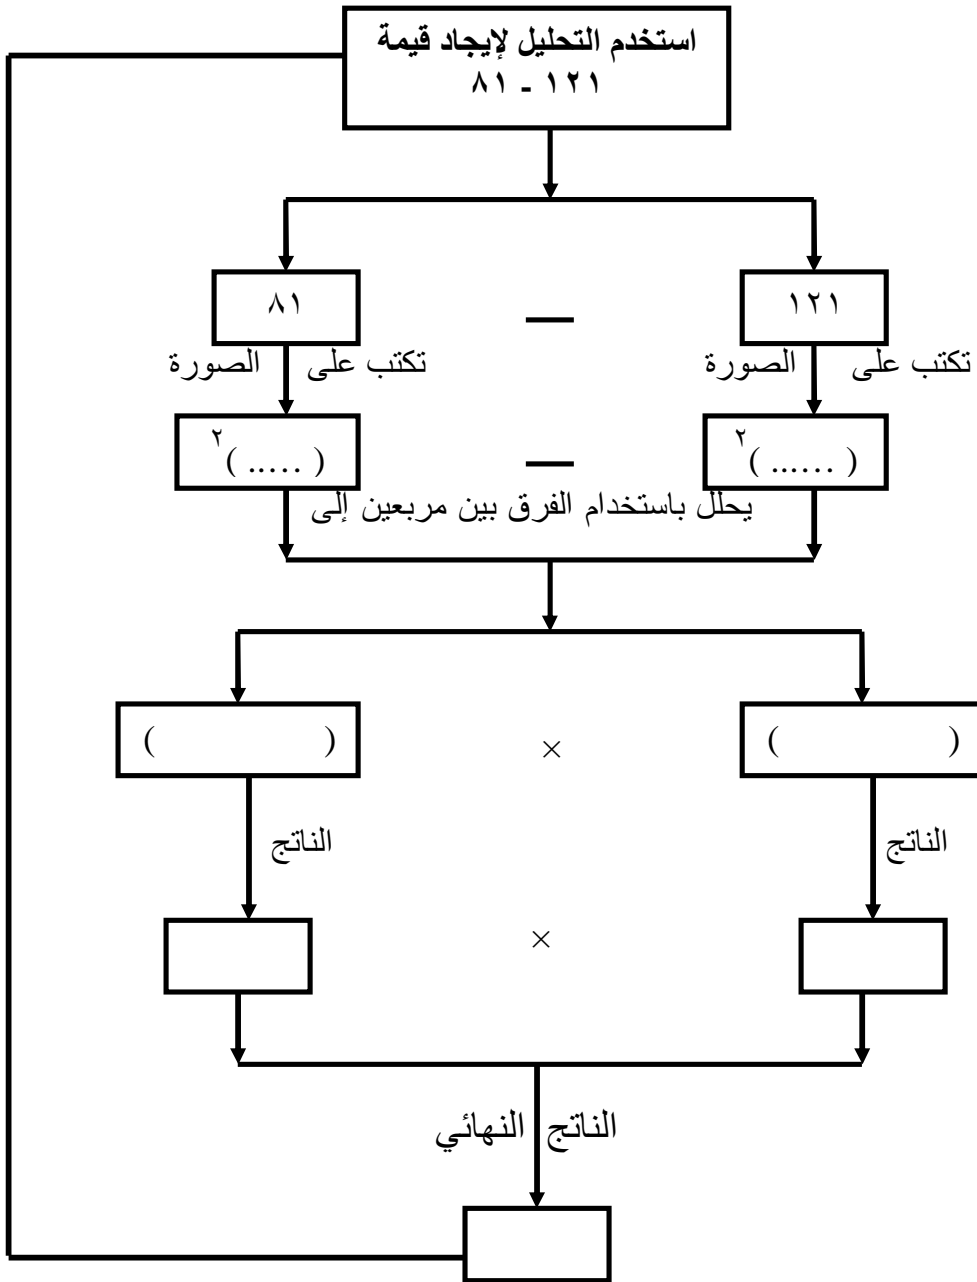 استخدم التحليل لإيجاد قيمة
١٢١ - ٨١
١٢١ — ٨١
تكتب على الصورة تكتب على الصورة
( ...... )٢ — ( ..... )٢
يحلل باستخدام الفرق بين مربعين إلى
( ) × ( )
الناتج الناتج
×
الناتج النهائي